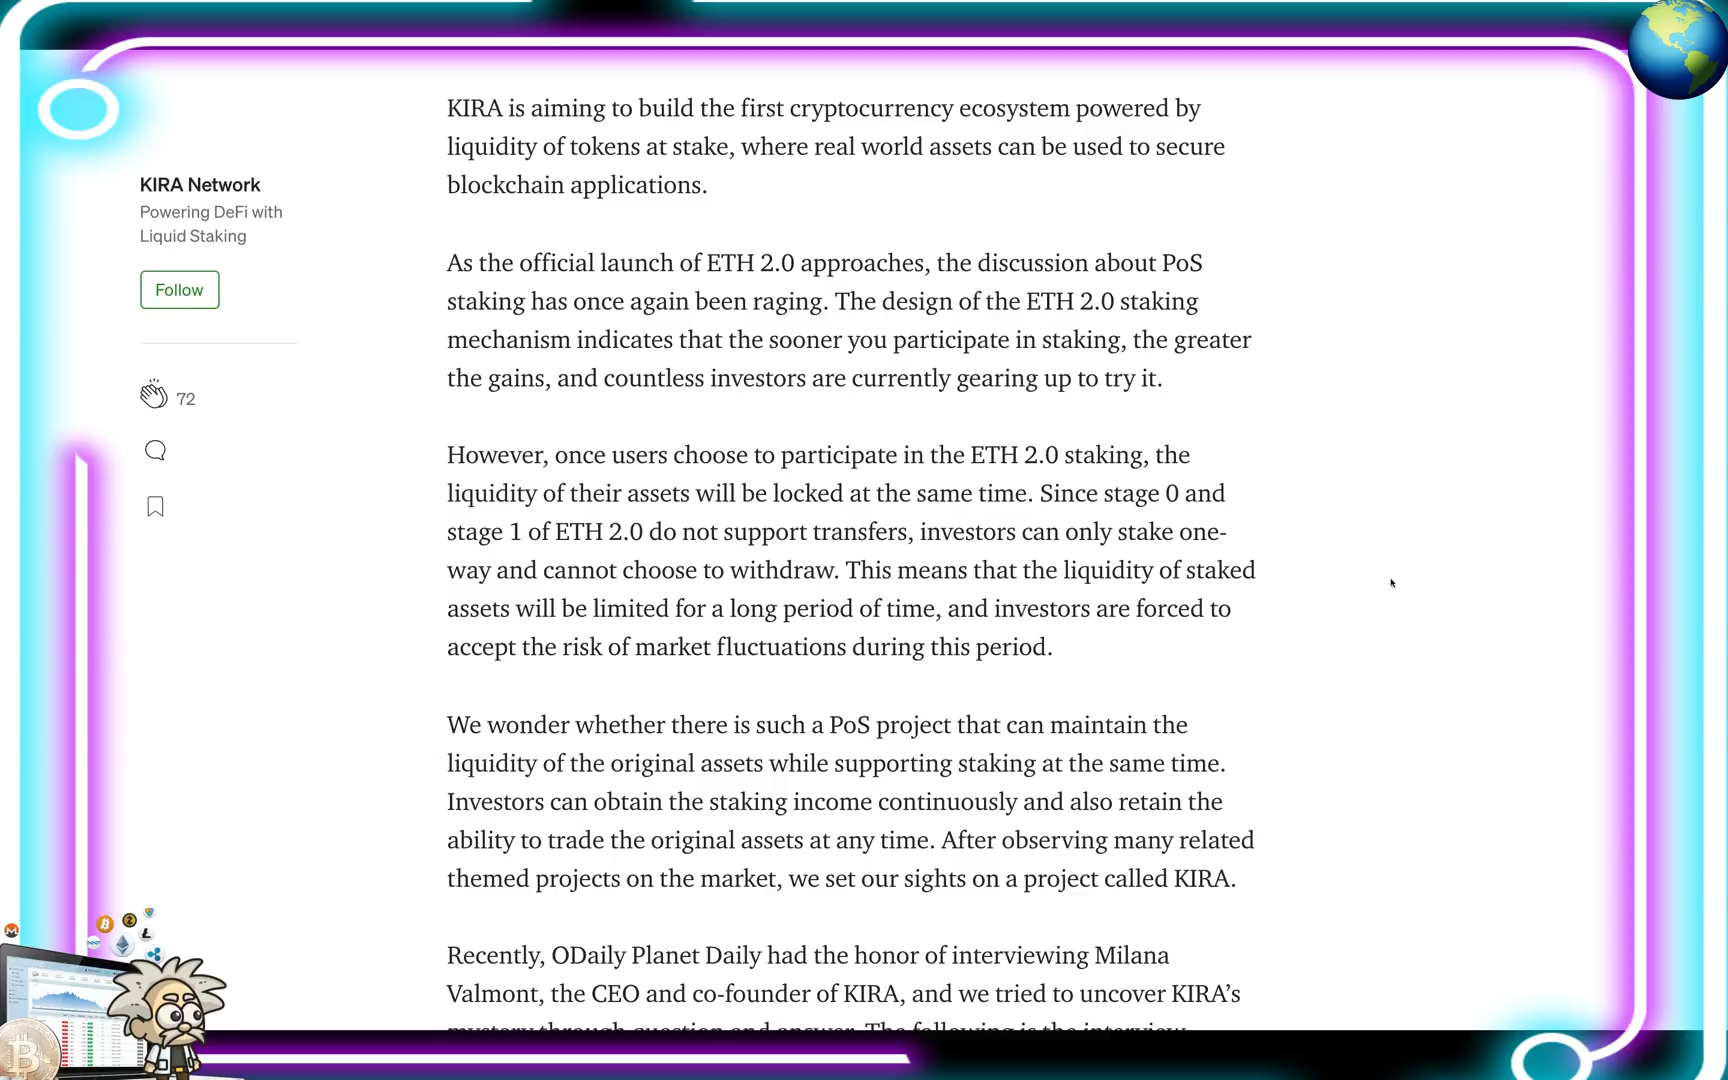 KIRA Network
Powering DeFi with
Liquid Staking
Follow
72
KIRA is aiming to build the first cryptocurrency ecosystem powered by
liquidity of tokens at stake, where real world assets can be used to secure
blockchain applications.
As the official launch of ETH 2.0 approaches, the discussion about PoS
staking has once again been raging. The design of the ETH 2.0 staking
mechanism indicates that the sooner you participate in staking, the greater
the gains, and countless investors are currently gearing up to try it.
However, once users choose to participate in the ETH 2.0 staking, the
liquidity of their assets will be locked at the same time. Since stage 0 and
stage 1 of ETH 2.0 do not support transfers, investors can only stake one-
way and cannot choose to withdraw. This means that the liquidity of staked
assets will be limited for a long period of time, and investors are forced to
accept the risk of market fluctuations during this period.
We wonder whether there is such a PoS project that can maintain the
liquidity of the original assets while supporting staking at the same time.
Investors can obtain the staking income continuously and also retain the
ability to trade the original assets at any time. After observing many related
themed projects on the market, we set our sights on a project called KIRA.
Recently, ODaily Planet Daily had the honor of interviewing Milana
Valmont, the CEO and co-founder of KIRA, and we tried to uncover KIRA’s
mystery through question and answer. The following is the interview